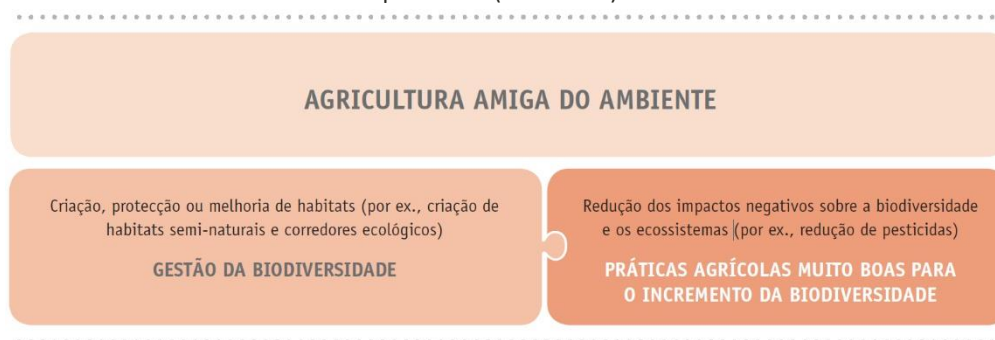 AGRICULTURA AMIGA DO AMBIENTE
Criação, protecção ou melhoria de habitats (por ex., criação de
habitats semi-naturais e corredores ecológicos)
GESTÃO DA BIODIVERSIDADE
Redução dos impactos negativos sobre a biodiversidade
e os ecossistemas (por ex., redução de pesticidas)
PRÁTICAS AGRÍCOLAS MUITO BOAS PARA
O INCREMENTO DA BIODIVERSIDADE